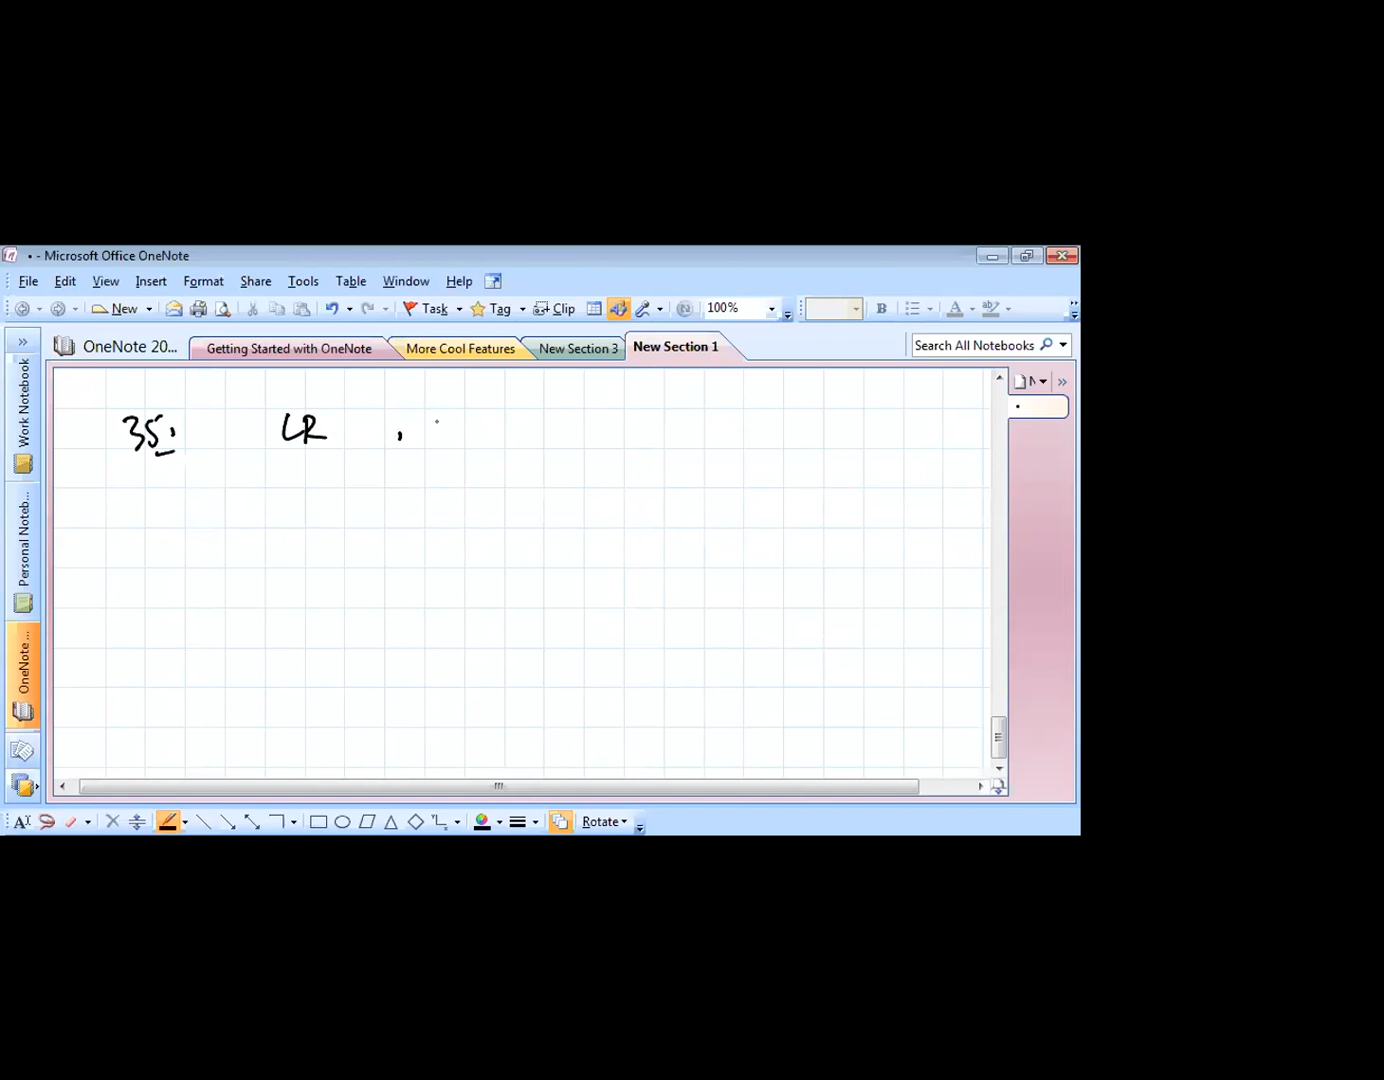 • - Microsoft Office OneNote
File Edit View Insert Format Share Tools Table Window Help
New Task Tag Clip 100% B A ab
OneNote 20... Getting Started with OneNote More Cool Features New Section 3 New Section 1 Search All Notebooks
Work Notebook
Personal Noteb...
OneNote ...
35. LR ,
Rotate